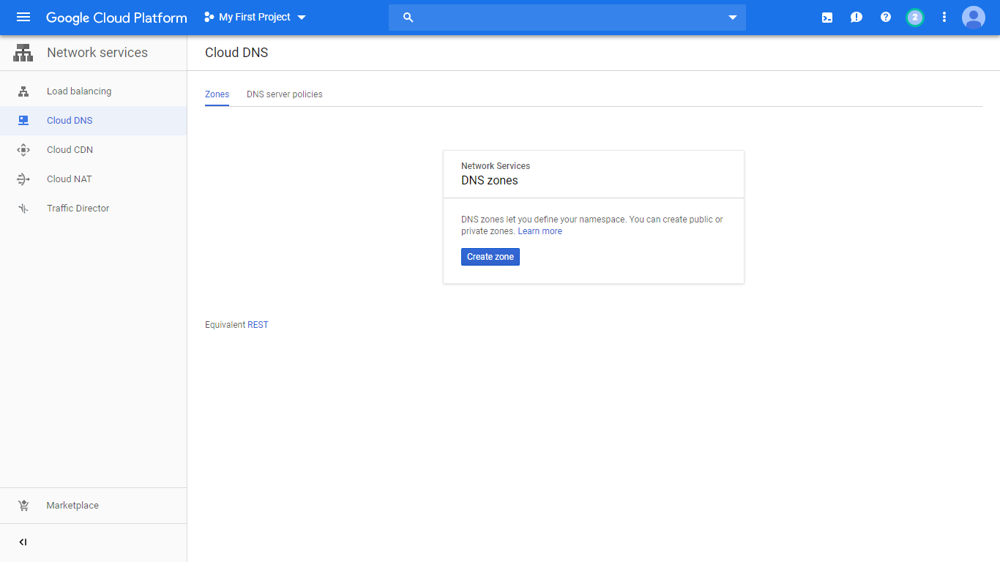 Google Cloud Platform
My First Project
2
Network services
Load balancing
Cloud DNS
Cloud CDN
Cloud NAT
Traffic Director
Marketplace
Cloud DNS
Zones
DNS server policies
Network Services
DNS zones
DNS zones let you define your namespace. You can create public or
private zones. Learn more
Create zone
Equivalent REST